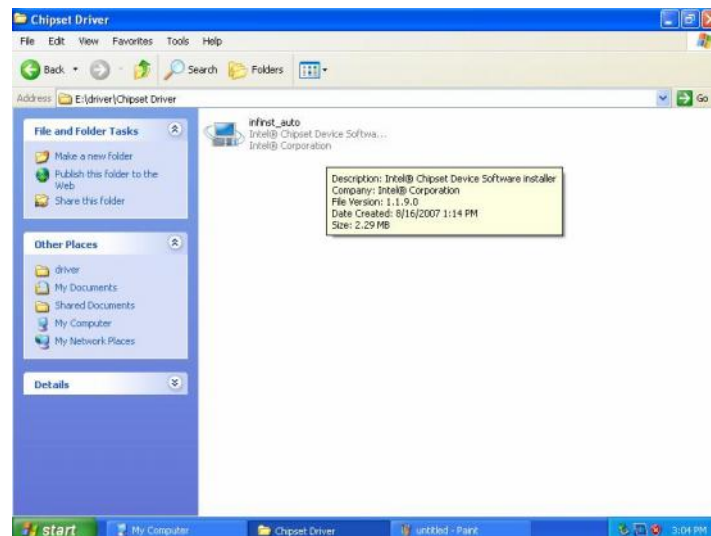 Chipset Driver
File Edit View Favorites Tools Help
Back Search Folders
Address E:\driver\Chipset Driver Go
File and Folder Tasks
Make a new folder
Publish this folder to the
Web
Share this folder
Other Places
driver
My Documents
Shared Documents
My Computer
My Network Places
Details
infinst_auto
Intel® Chipset Device Softwa...
Intel® Corporation
Description: Intel® Chipset Device Software installer
Company: Intel® Corporation
File Version: 1.1.9.0
Date Created: 8/16/2007 1:14 PM
Size: 2.29 MB
start My Computer Chipset Driver untitled - Paint 3:04 PM